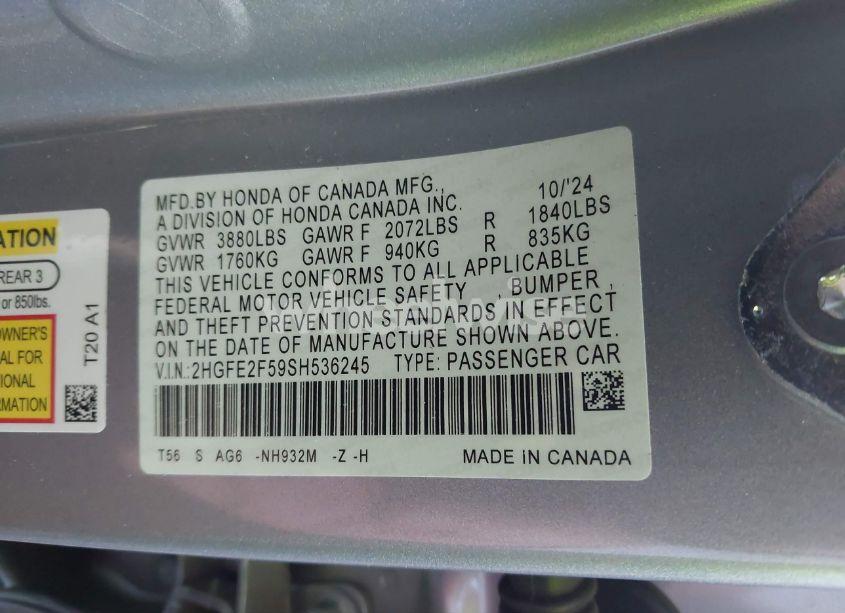 ATION
REAR 3
or 850lbs.
OWNER'S
AL FOR
IONAL
RMATION
T20 A1
MFD.BY HONDA OF CANADA MFG., 10/'24
A DIVISION OF HONDA CANADA INC.
GVWR 3880LBS GAWR F 2072LBS R 1840LBS
GVWR 1760KG GAWR F 940KG R 835KG
THIS VEHICLE CONFORMS TO ALL APPLICABLE
FEDERAL MOTOR VEHICLE SAFETY , BUMPER ,
AND THEFT PREVENTION STANDARDS IN EFFECT
ON THE DATE OF MANUFACTURE SHOWN ABOVE.
V.I.N.:2HGFE2F59SH536245 TYPE: PASSENGER CAR
T56 S AG6 -NH932M -Z -H MADE IN CANADA